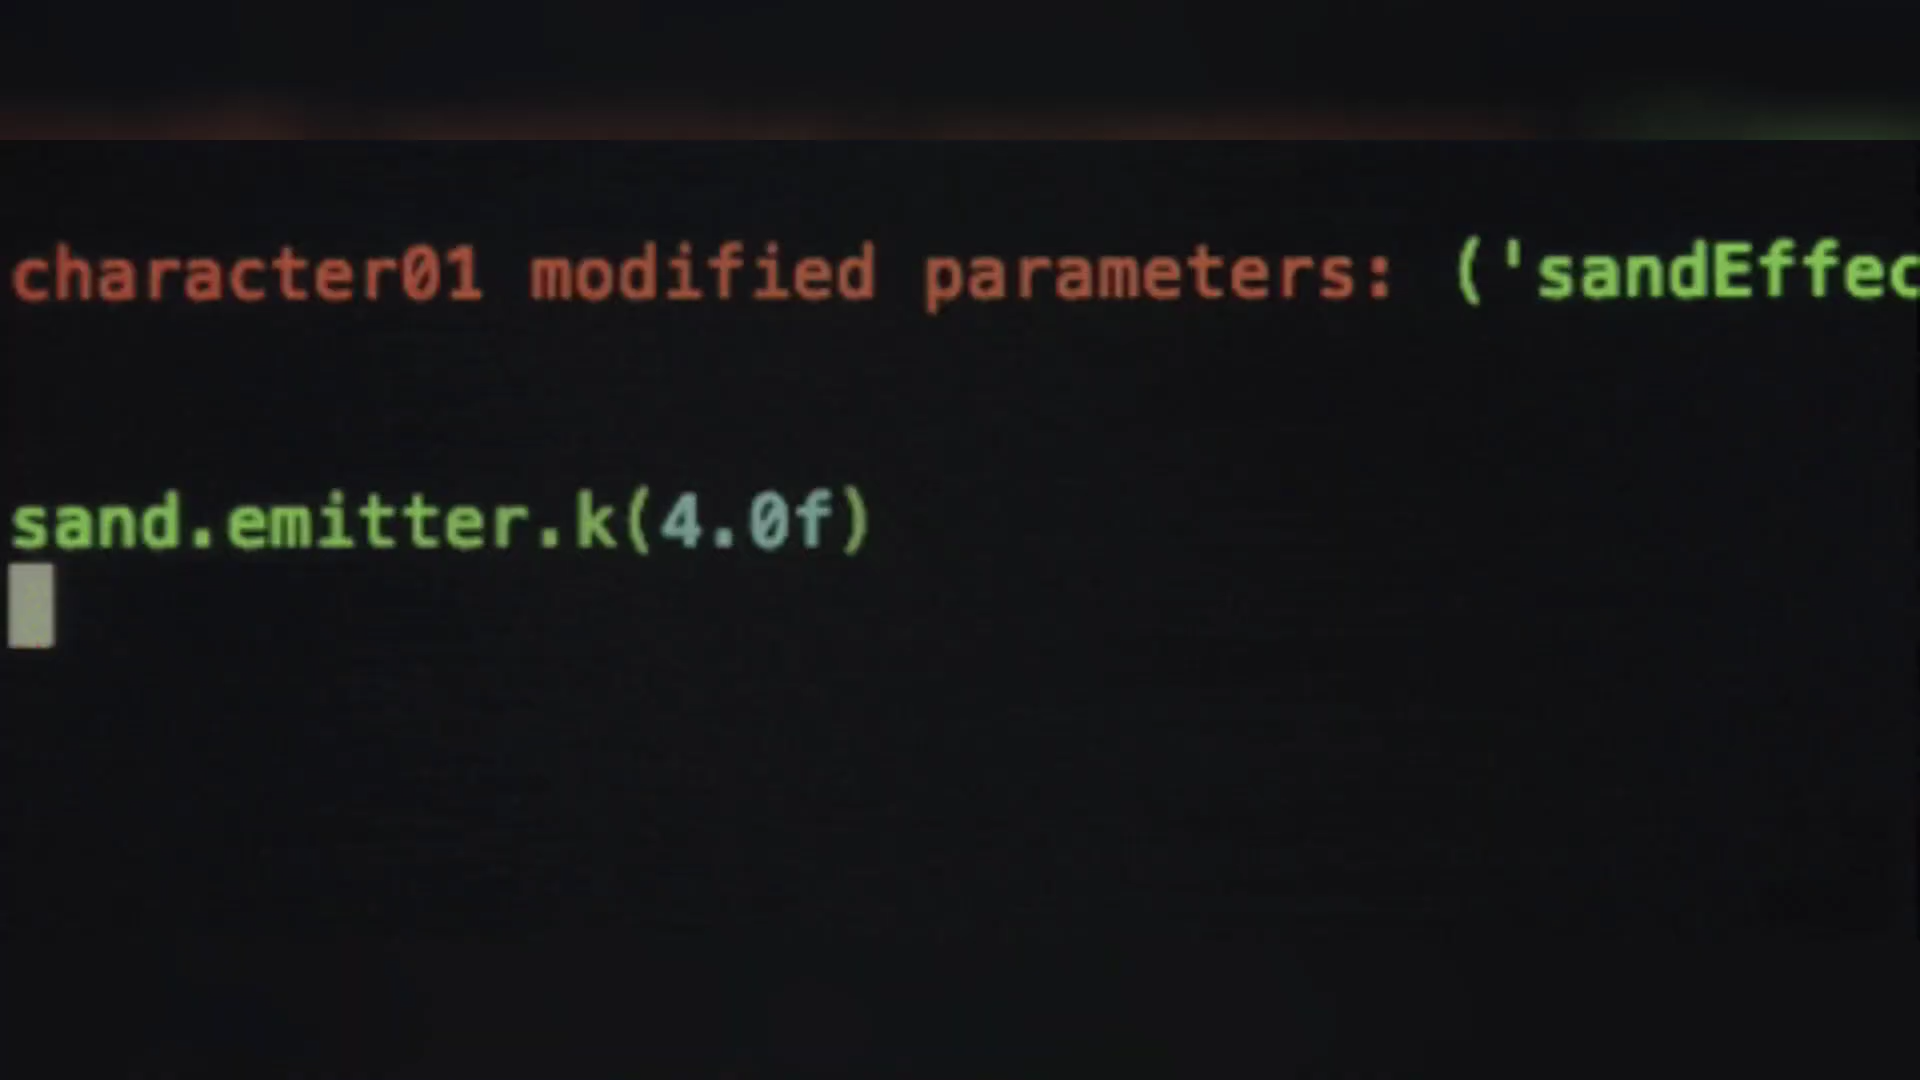 character01 modified parameters: ('sandEffec
sand.emitter.k(4.0f)